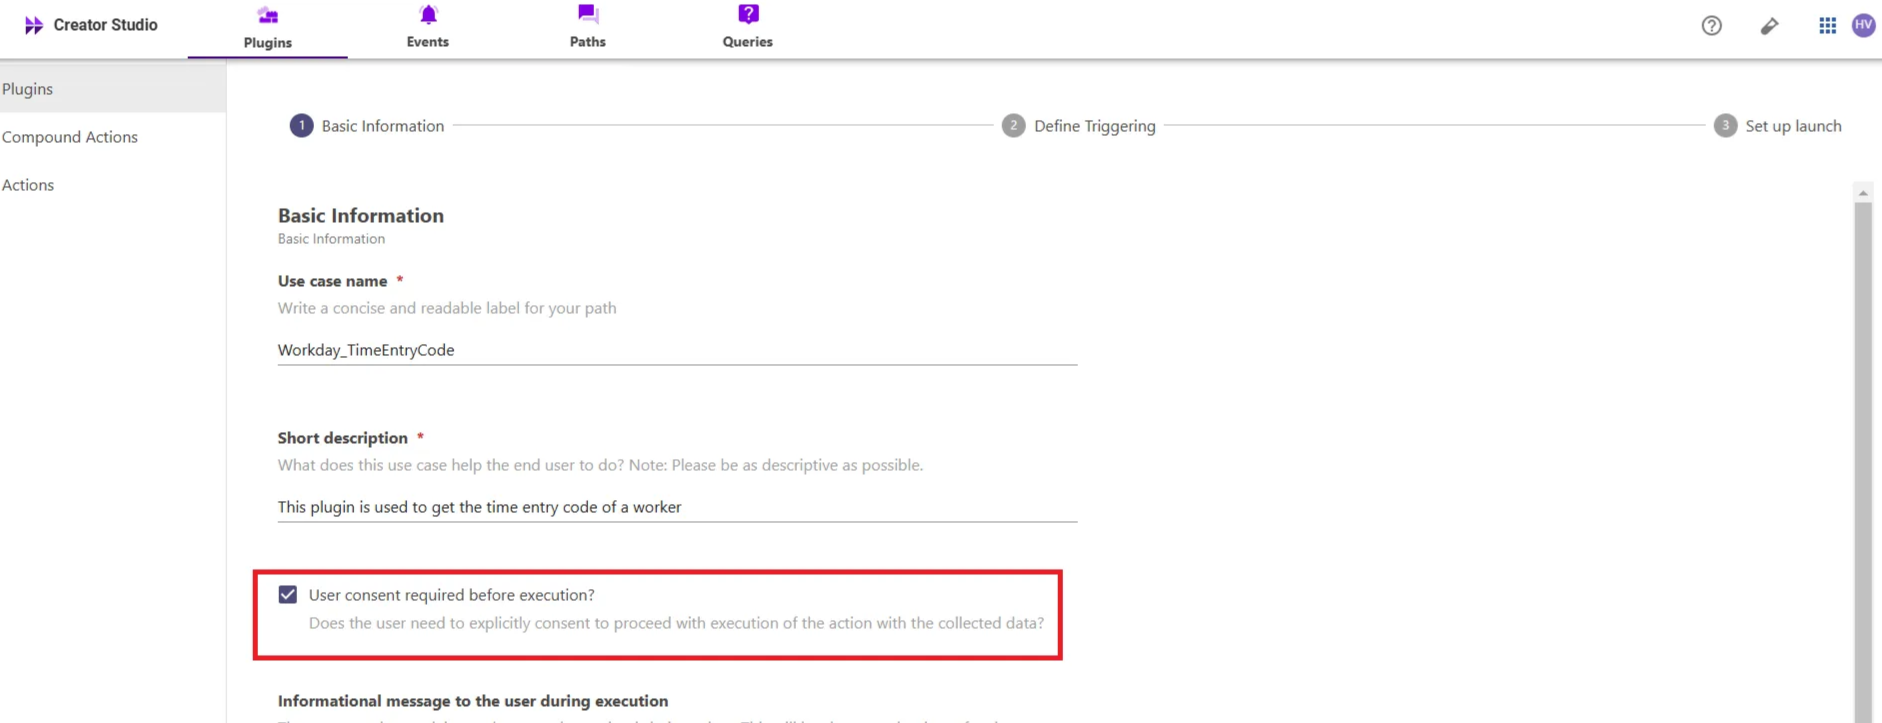 Creator Studio
Plugins
Events
Paths
Queries
HV
Plugins
Compound Actions
Actions
1 Basic Information
2 Define Triggering
3 Set up launch
Basic Information
Basic Information
Use case name *
Write a concise and readable label for your path
Workday_TimeEntryCode
Short description *
What does this use case help the end user to do? Note: Please be as descriptive as possible.
This plugin is used to get the time entry code of a worker
User consent required before execution?
Does the user need to explicitly consent to proceed with execution of the action with the collected data?
Informational message to the user during execution